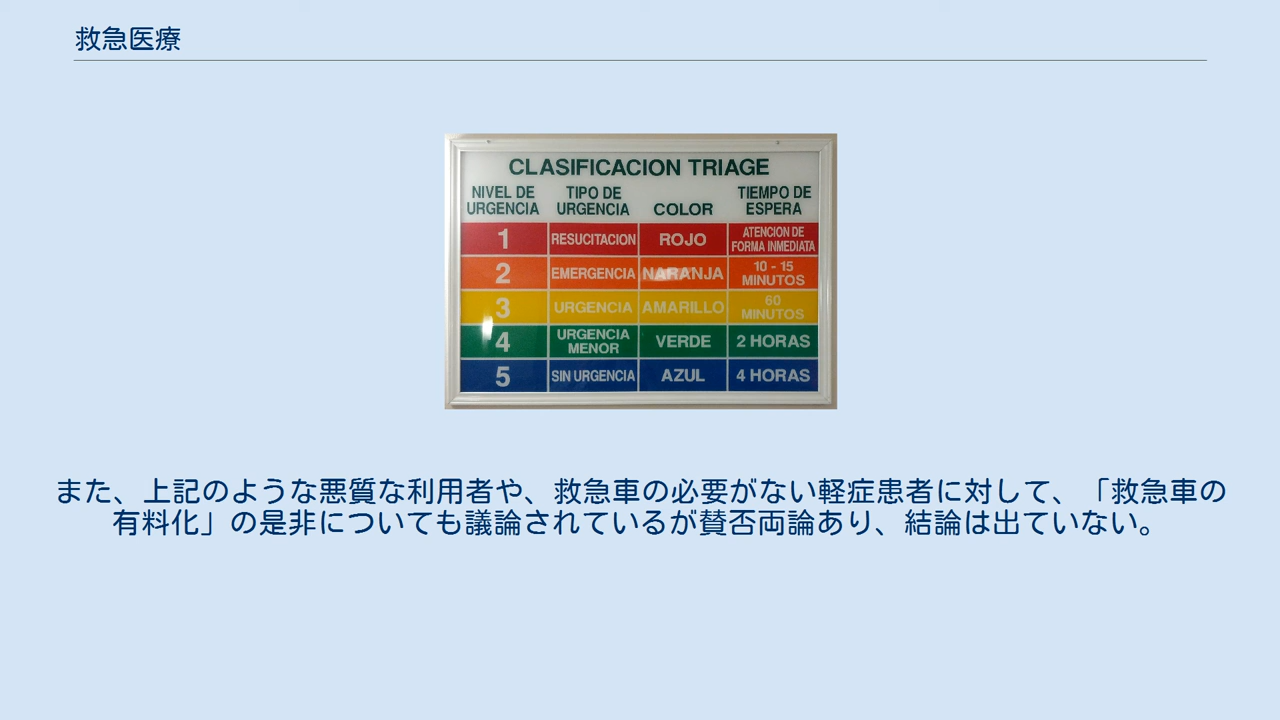 救急医療
CLASIFICACION TRIAGE
NIVEL DE URGENCIA TIPO DE URGENCIA COLOR TIEMPO DE ESPERA
1 RESUCITACION ROJO ATENCION DE FORMA INMEDIATA
2 EMERGENCIA NARANJA 10 - 15 MINUTOS
3 URGENCIA AMARILLO 60 MINUTOS
4 URGENCIA MENOR VERDE 2 HORAS
5 SIN URGENCIA AZUL 4 HORAS
また、上記のような悪質な利用者や、救急車の必要がない軽症患者に対して、「救急車の
有料化」の是非についても議論されているが賛否両論あり、結論は出ていない。